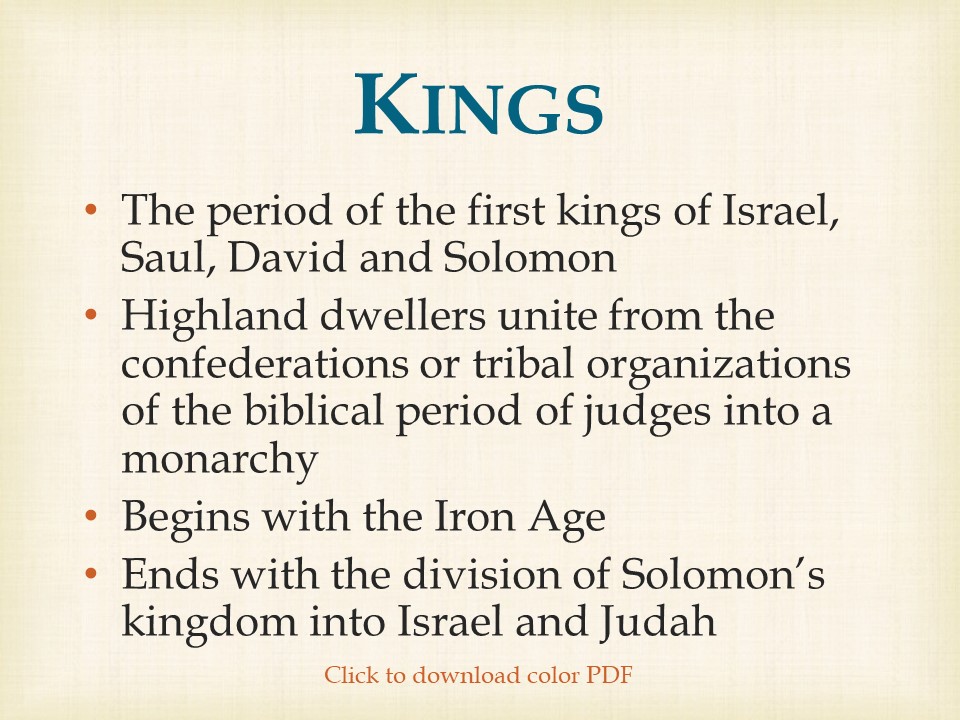 KINGS
• The period of the first kings of Israel,
Saul, David and Solomon
• Highland dwellers unite from the
confederations or tribal organizations
of the biblical period of judges into a
monarchy
• Begins with the Iron Age
• Ends with the division of Solomon’s
kingdom into Israel and Judah
Click to download color PDF